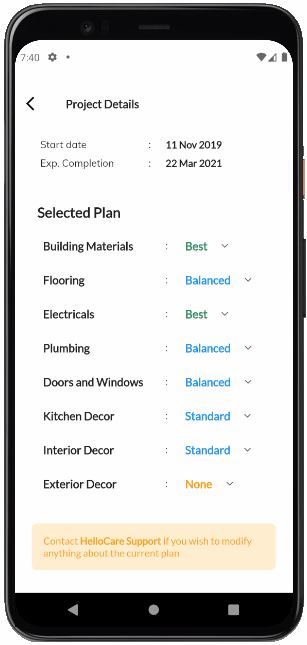 7:40
Project Details
Start date : 11 Nov 2019
Exp. Completion : 22 Mar 2021
Selected Plan
Building Materials : Best
Flooring : Balanced
Electricals : Best
Plumbing : Balanced
Doors and Windows : Balanced
Kitchen Decor : Standard
Interior Decor : Standard
Exterior Decor : None
Contact HelloCare Support if you wish to modify
anything about the current plan